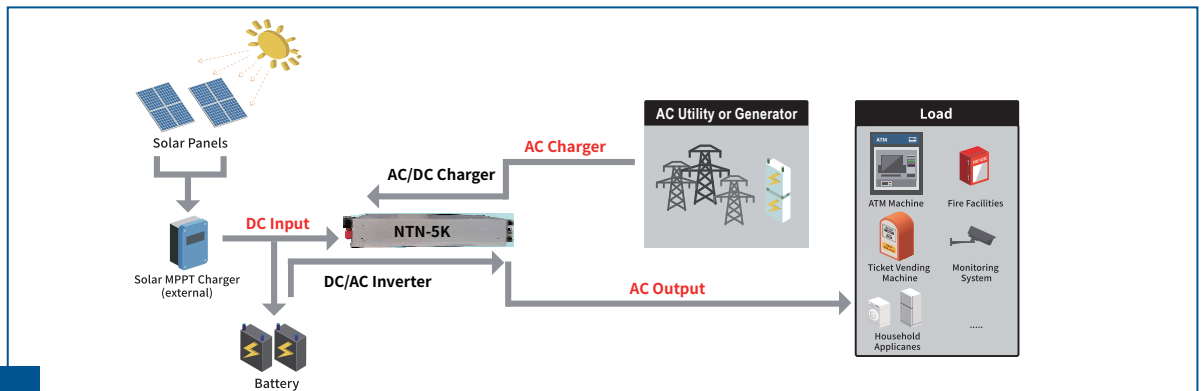 AC Utility or Generator
Load
ATM
Solar Panels
AC Charger
AC/DC Charger
ATM Machine
Fire Facilities
DC Input
NTN-5K
Solar MPPT Charger
(external)
DC/AC Inverter
Ticket Vending
Machine
Monitoring
System
AC Output
Household
Applicanes
.....
Battery